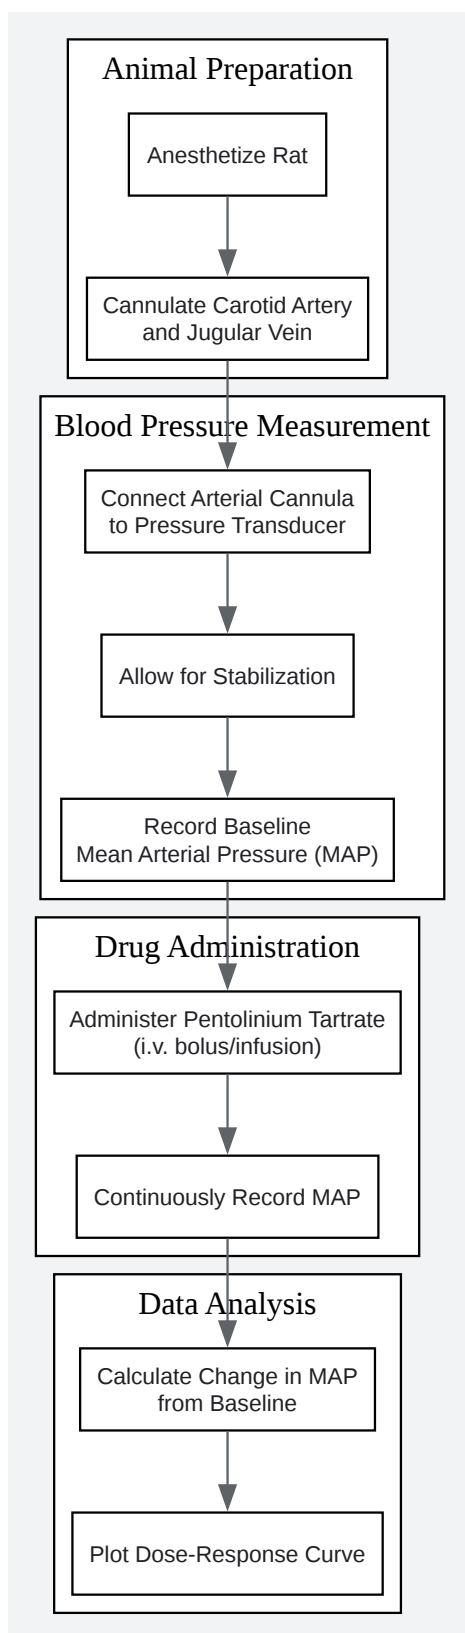 Animal Preparation
Anesthetize Rat
Cannulate Carotid Artery
and Jugular Vein
Blood Pressure Measurement
Connect Arterial Cannula
to Pressure Transducer
Allow for Stabilization
Record Baseline
Mean Arterial Pressure (MAP)
Drug Administration
Administer Pentolinium Tartrate
(i.v. bolus/infusion)
Continuously Record MAP
Data Analysis
Calculate Change in MAP
from Baseline
Plot Dose-Response Curve